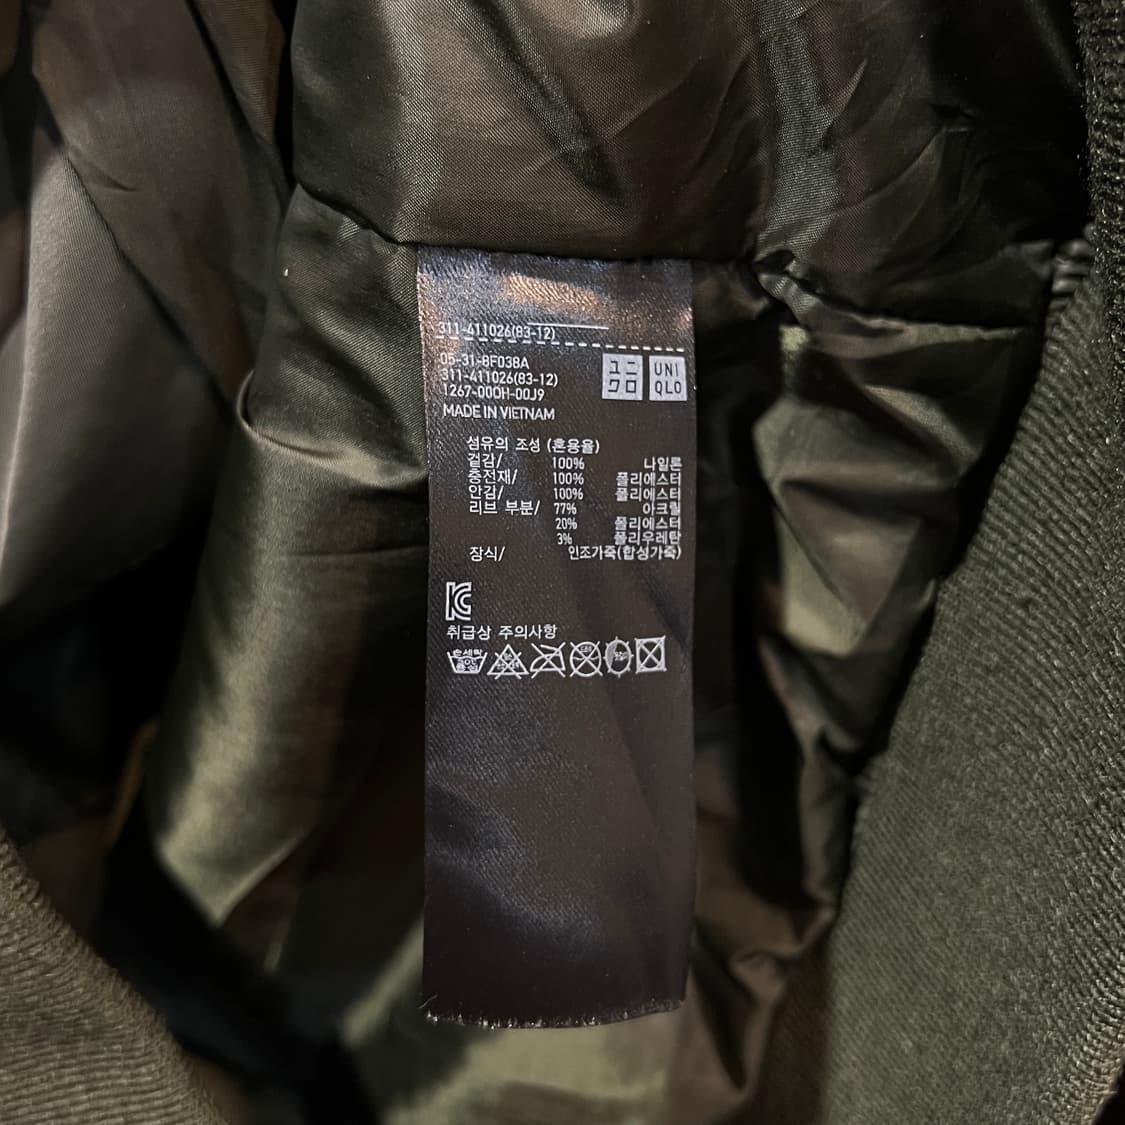 311-411026(83-12)
05-31-8F038A
311-411026(83-12)
1267-000H-00J9
MADE IN VIETNAM
ユニ
クロ
UNI
QLO
섬유의 조성 (혼용율)
겉감/ 100% 나일론
충전재/ 100% 폴리에스터
안감/ 100% 폴리에스터
리브 부분/ 77% 아크릴
20% 폴리에스터
3% 폴리우레탄
장식/ 인조가죽(합성가죽)
취급상 주의사항
손세탁